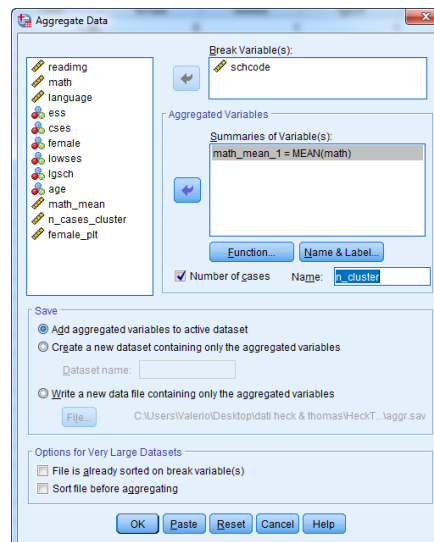 Aggregate Data
readimg
math
language
ess
cses
female
lowses
lgsch
age
math_mean
n_cases_cluster
female_plt
Break Variable(s):
schcode
Aggregated Variables
Summaries of Variable(s):
math_mean_1 = MEAN(math)
Function... Name & Label...
Number of cases Name: n_cluster
Save
Add aggregated variables to active dataset
Create a new dataset containing only the aggregated variables
Dataset name:
Write a new data file containing only the aggregated variables
File... C:\Users\Valerio\Desktop\dati heck & thomas\HeckT...\aggr.sav
Options for Very Large Datasets
File is already sorted on break variable(s)
Sort file before aggregating
OK Paste Reset Cancel Help